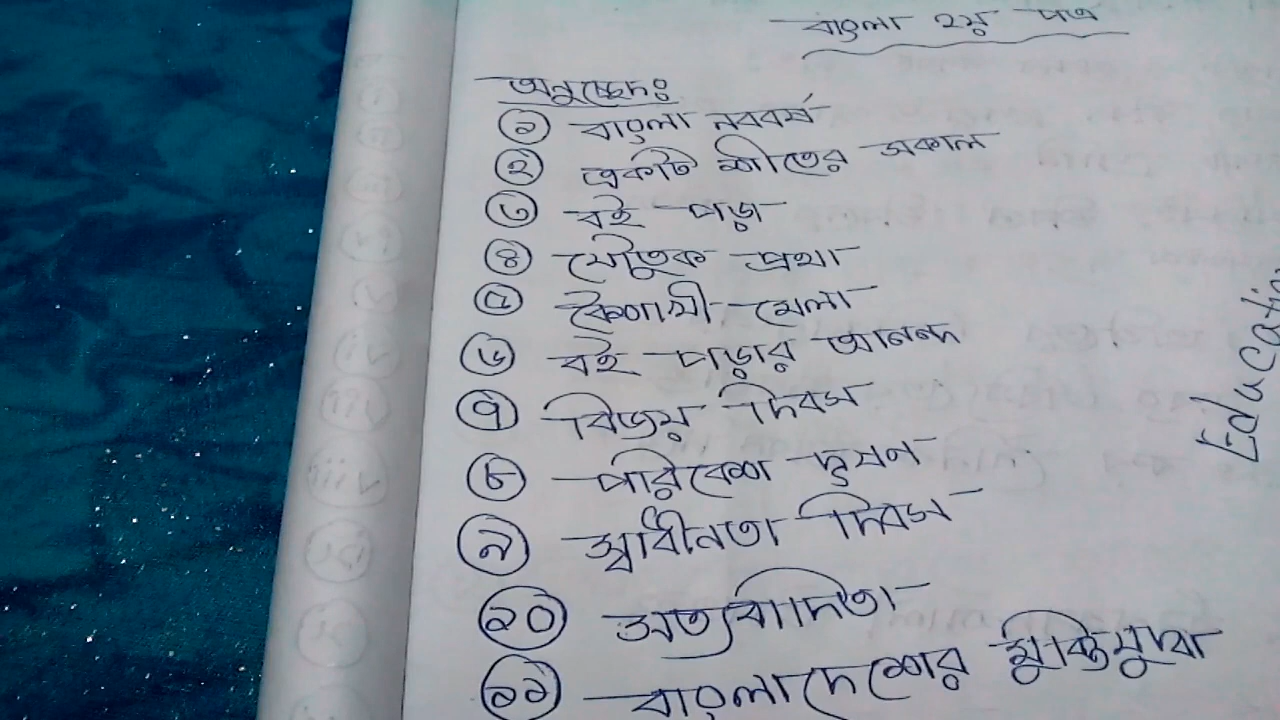 বাংলা ২য় পত্র
অনুচ্ছেদঃ
১ বাংলা নববর্ষ
২ একটি শীতের সকাল
৩ বই পড়া
৪ যৌতুক প্রথা
৫ বৈশাখী মেলা
৬ বই পড়ার আনন্দ
৭ বিজয় দিবস
৮ পরিবেশ দুষণ
৯ স্বাধীনতা দিবস
১০ সত্যবাদিতা
১১ বাংলাদেশের মুক্তিযুদ্ধ